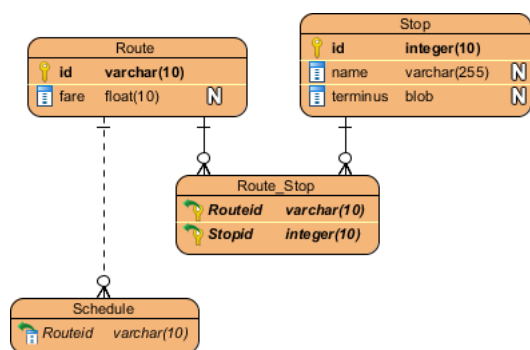 Route
id varchar(10)
fare float(10) N
Stop
id integer(10)
name varchar(255) N
terminus blob N
Route_Stop
Routeid varchar(10)
Stopid integer(10)
Schedule
Routeid varchar(10)